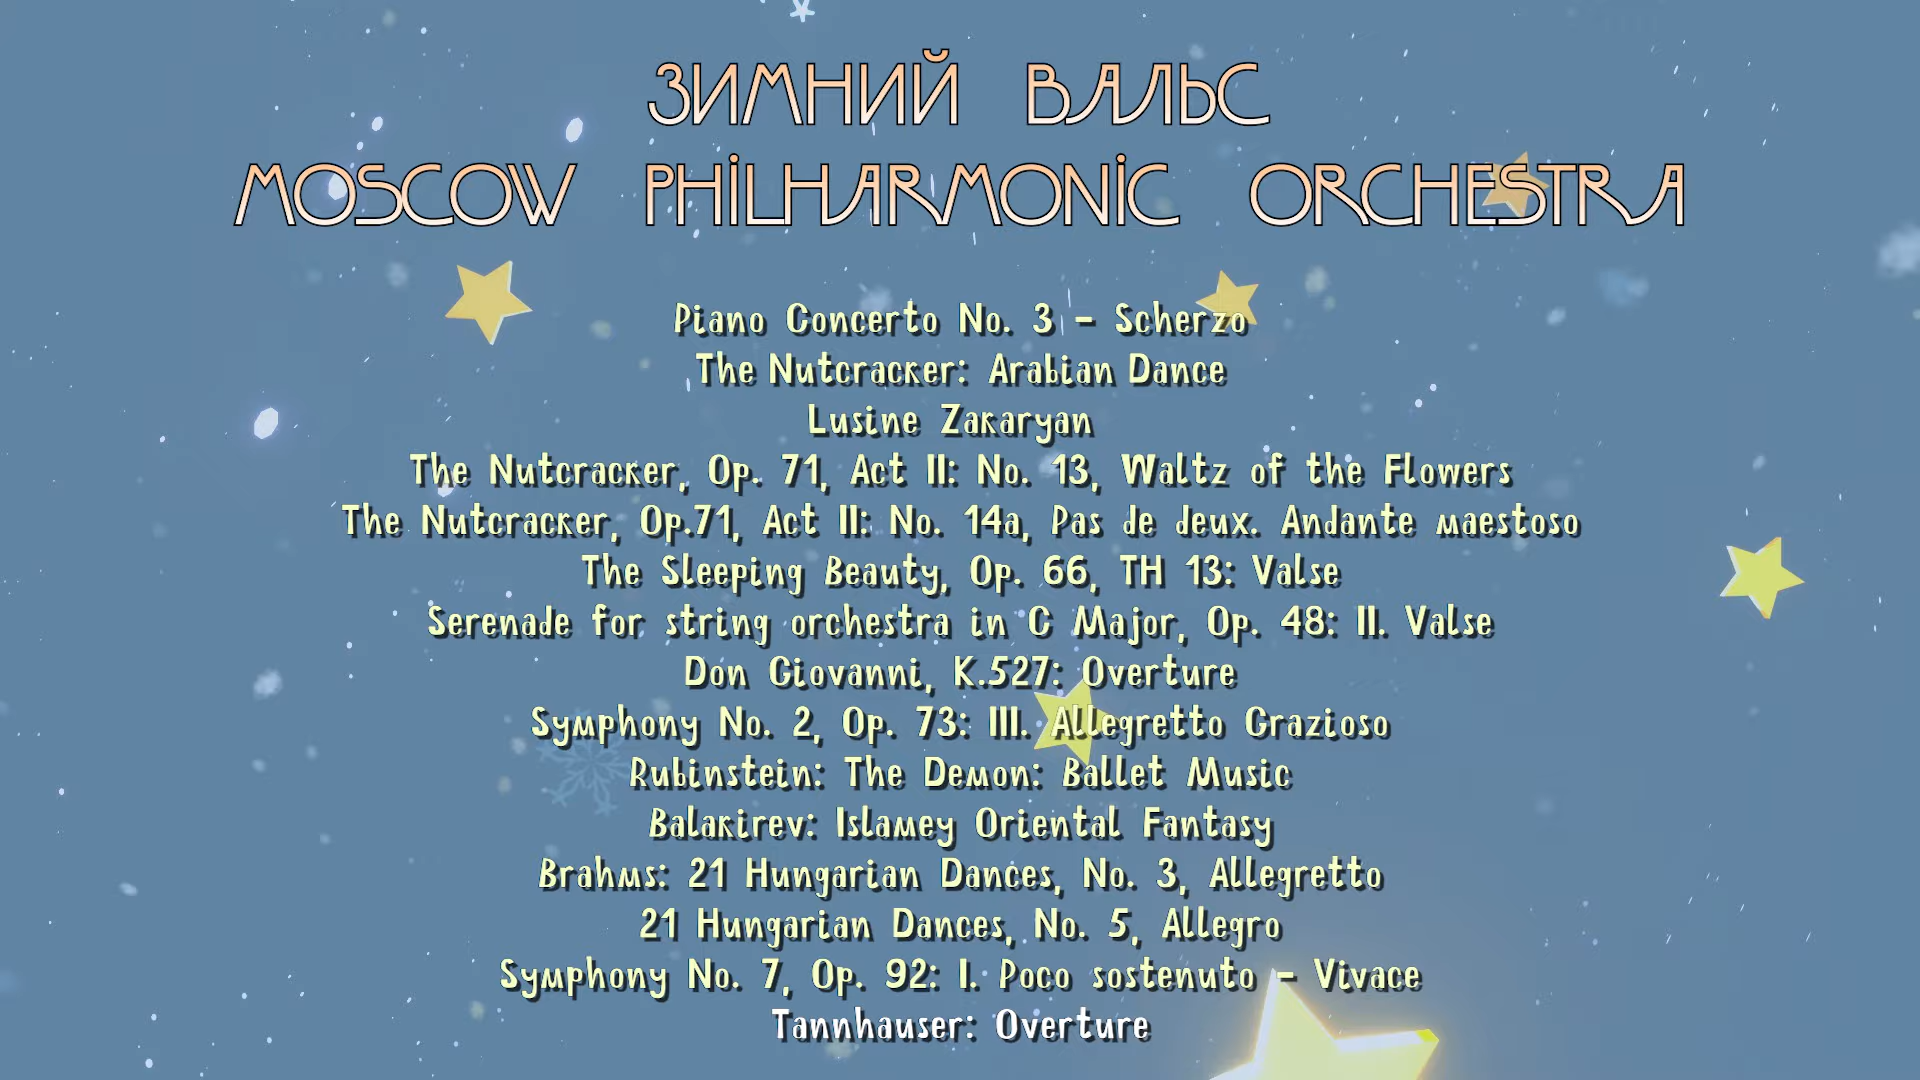 ЗИМНИЙ ВАЛЬС
MOSCOW PHILHARMONIC ORCHESTRA
Piano Concerto No. 3 - Scherzo
The Nutcracker: Arabian Dance
Lusine Zakaryan
The Nutcracker, Op. 71, Act II: No. 13, Waltz of the Flowers
The Nutcracker, Op.71, Act II: No. 14a, Pas de deux. Andante maestoso
The Sleeping Beauty, Op. 66, TH 13: Valse
Serenade for string orchestra in C Major, Op. 48: II. Valse
Don Giovanni, K.527: Overture
Symphony No. 2, Op. 73: III. Allegretto Grazioso
Rubinstein: The Demon: Ballet Music
Balakirev: Islamey Oriental Fantasy
Brahms: 21 Hungarian Dances, No. 3, Allegretto
21 Hungarian Dances, No. 5, Allegro
Symphony No. 7, Op. 92: I. Poco sostenuto - Vivace
Tannhauser: Overture